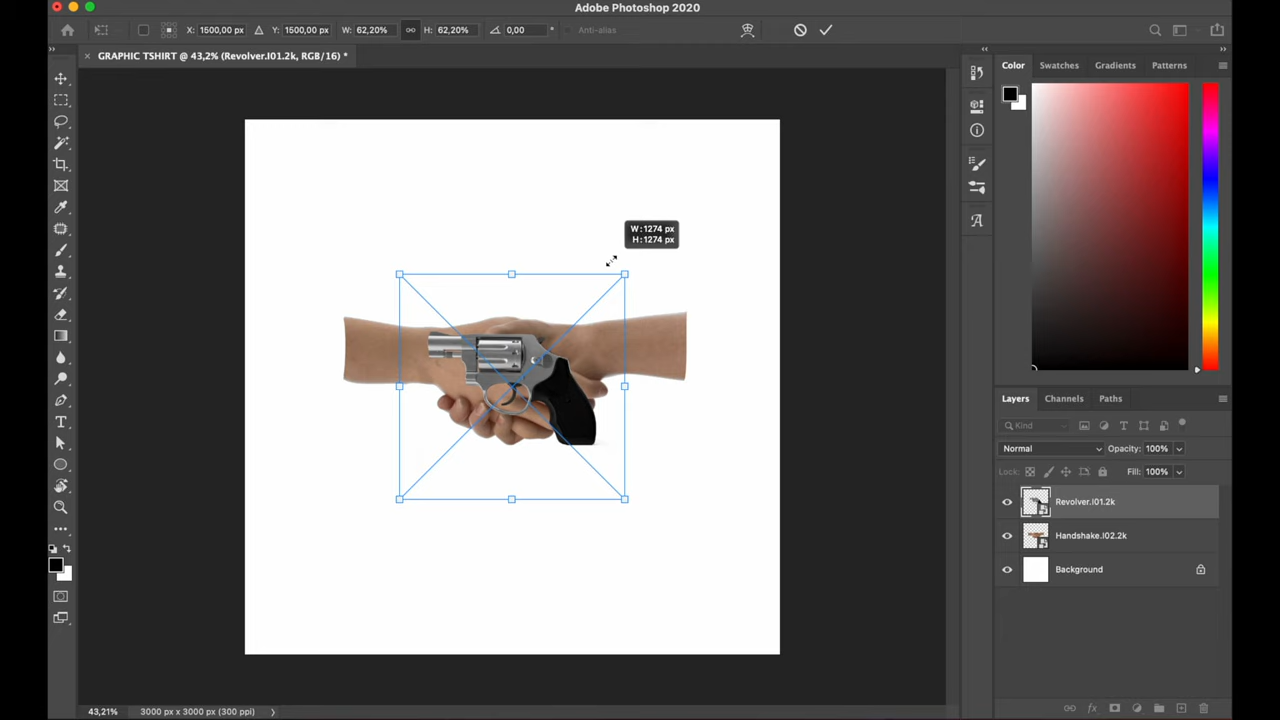 Adobe Photoshop 2020
X: 1500,00 px Y: 1500,00 px W: 62,20% H: 62,20% 0,00 ° Anti-alias
GRAPHIC TSHIRT @ 43,2% (Revolver.I01.2k, RGB/16) *
Color Swatches Gradients Patterns
W: 1274 px
H: 1274 px
Layers Channels Paths
Kind
Normal Opacity: 100%
Lock: Fill: 100%
Revolver.I01.2k
Handshake.I02.2k
Background
43,21% 3000 px x 3000 px (300 ppi)